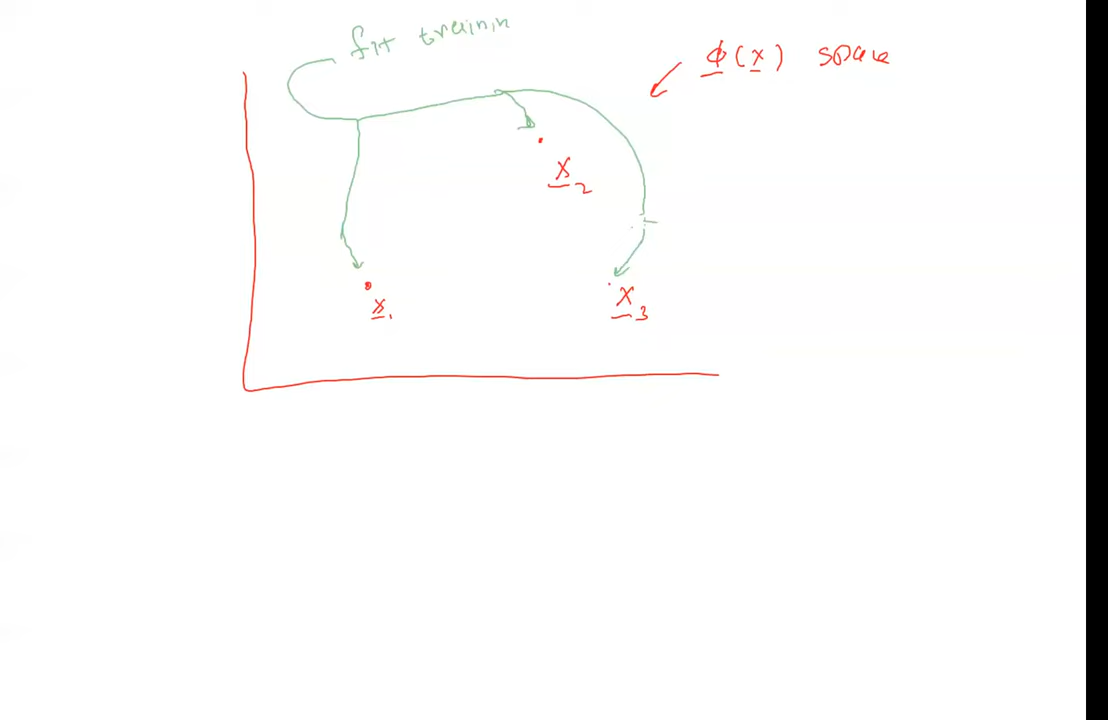 fit trainin
ϕ(x) space
x2
x1
x3